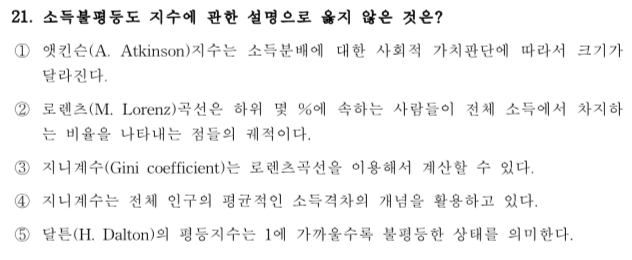 21. 소득불평등도 지수에 관한 설명으로 옳지 않은 것은?
① 앳킨슨(A. Atkinson)지수는 소득분배에 대한 사회적 가치판단에 따라서 크기가
달라진다.
② 로렌츠(M. Lorenz)곡선은 하위 몇 %에 속하는 사람들이 전체 소득에서 차지하
는 비율을 나타내는 점들의 궤적이다.
③ 지니계수(Gini coefficient)는 로렌츠곡선을 이용해서 계산할 수 있다.
④ 지니계수는 전체 인구의 평균적인 소득격차의 개념을 활용하고 있다.
⑤ 달튼(H. Dalton)의 평등지수는 1에 가까울수록 불평등한 상태를 의미한다.